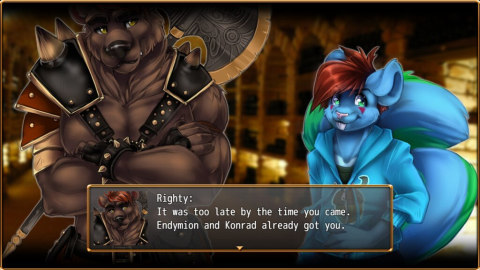 Righty:
It was too late by the time you came.
Endymion and Konrad already got you.